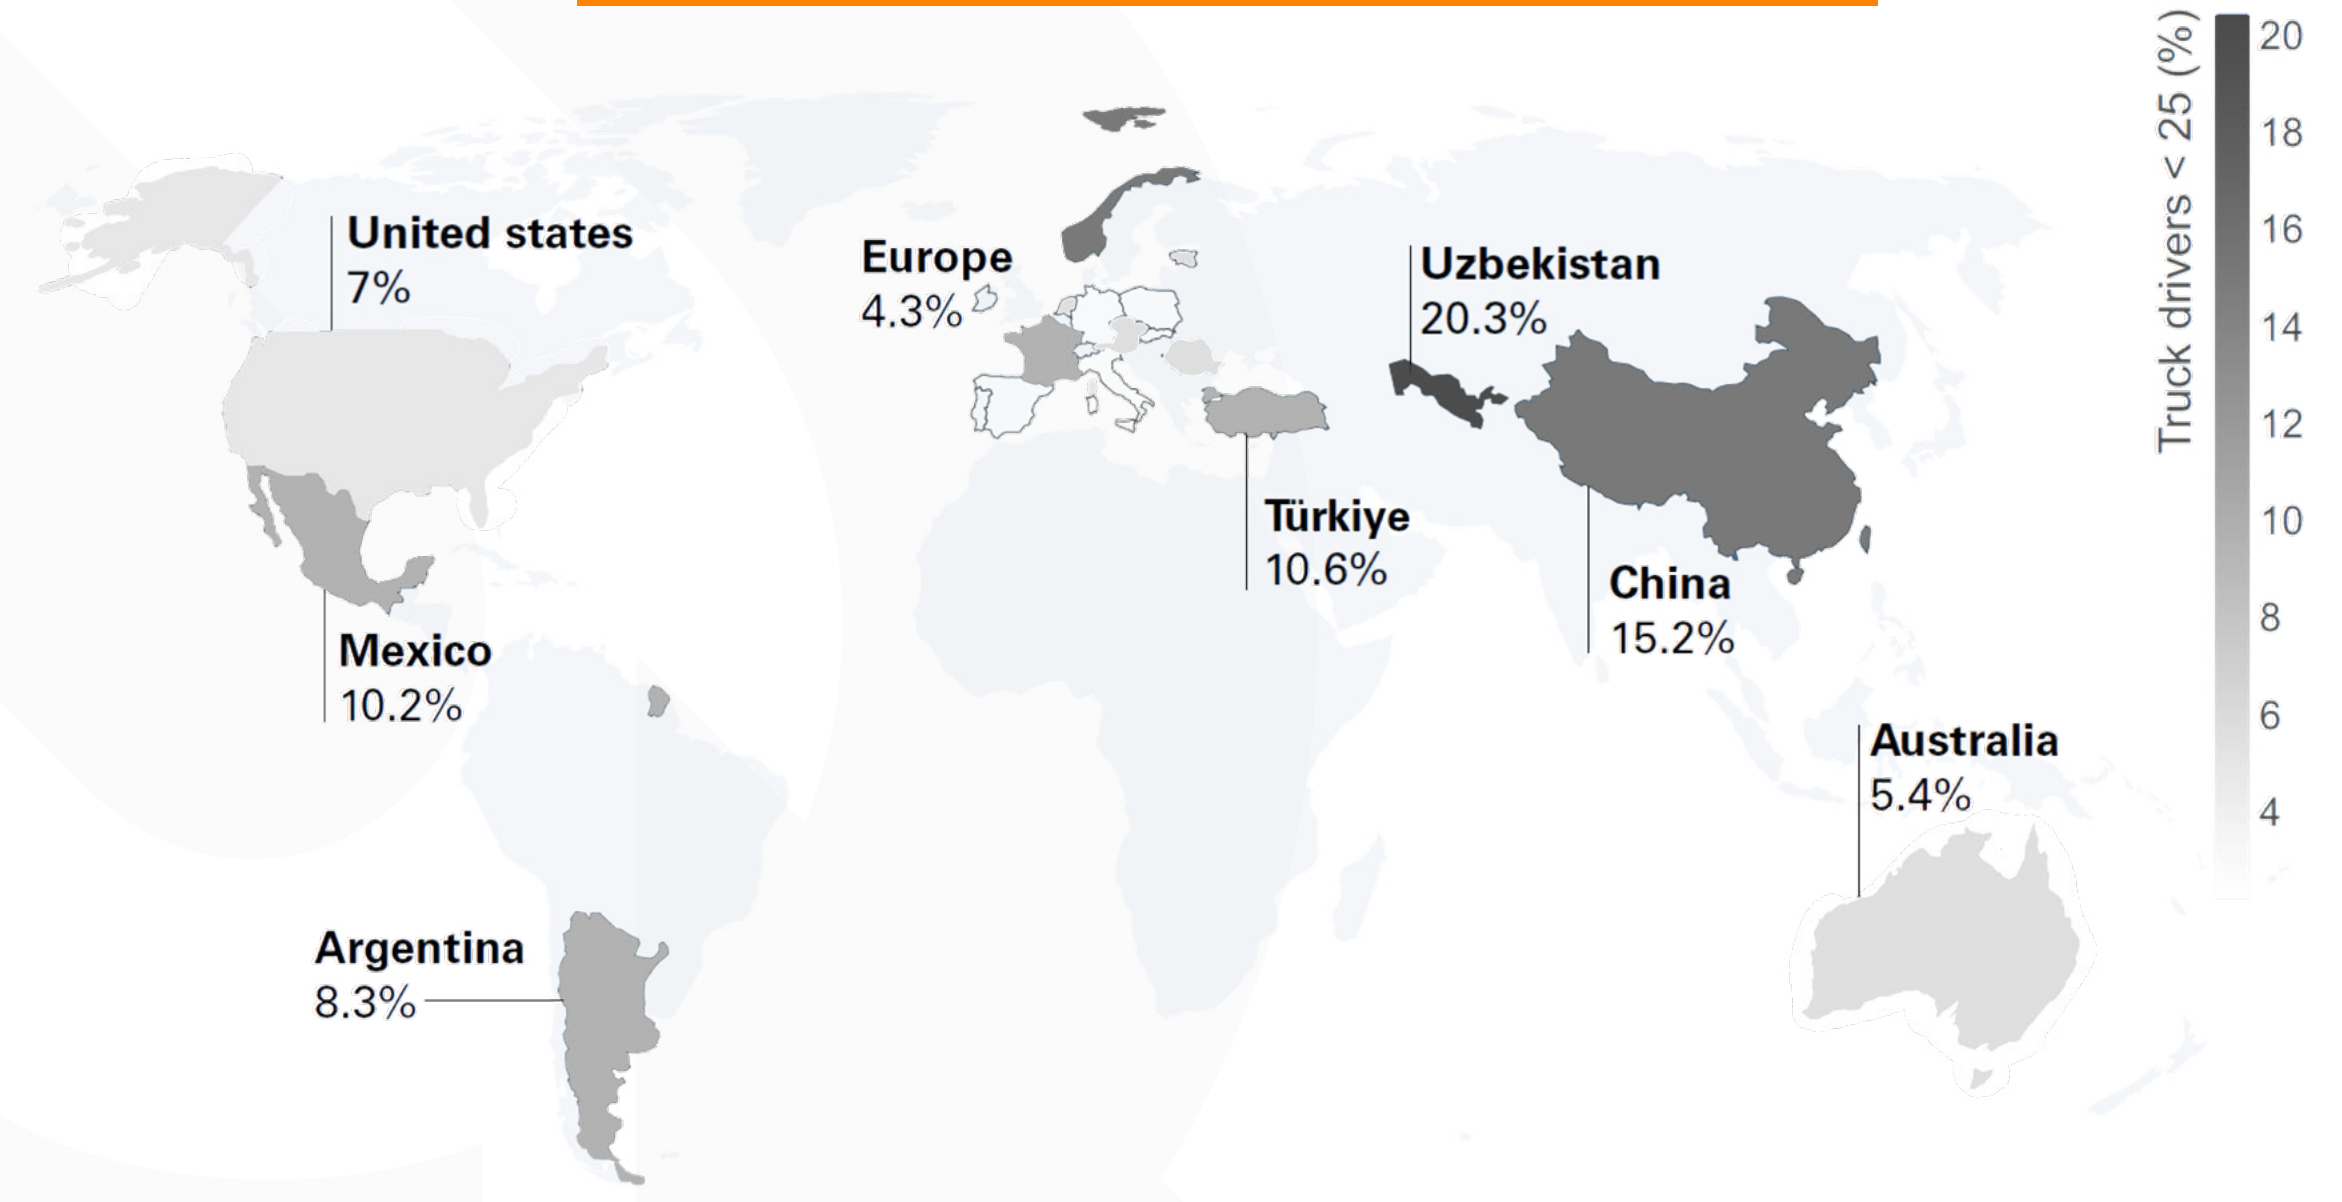 United states
7%
Europe
4.3%
Uzbekistan
20.3%
Türkiye
10.6%
China
15.2%
Mexico
10.2%
Australia
5.4%
Argentina
8.3%
Truck drivers < 25 (%)
20
18
16
14
12
10
8
6
4